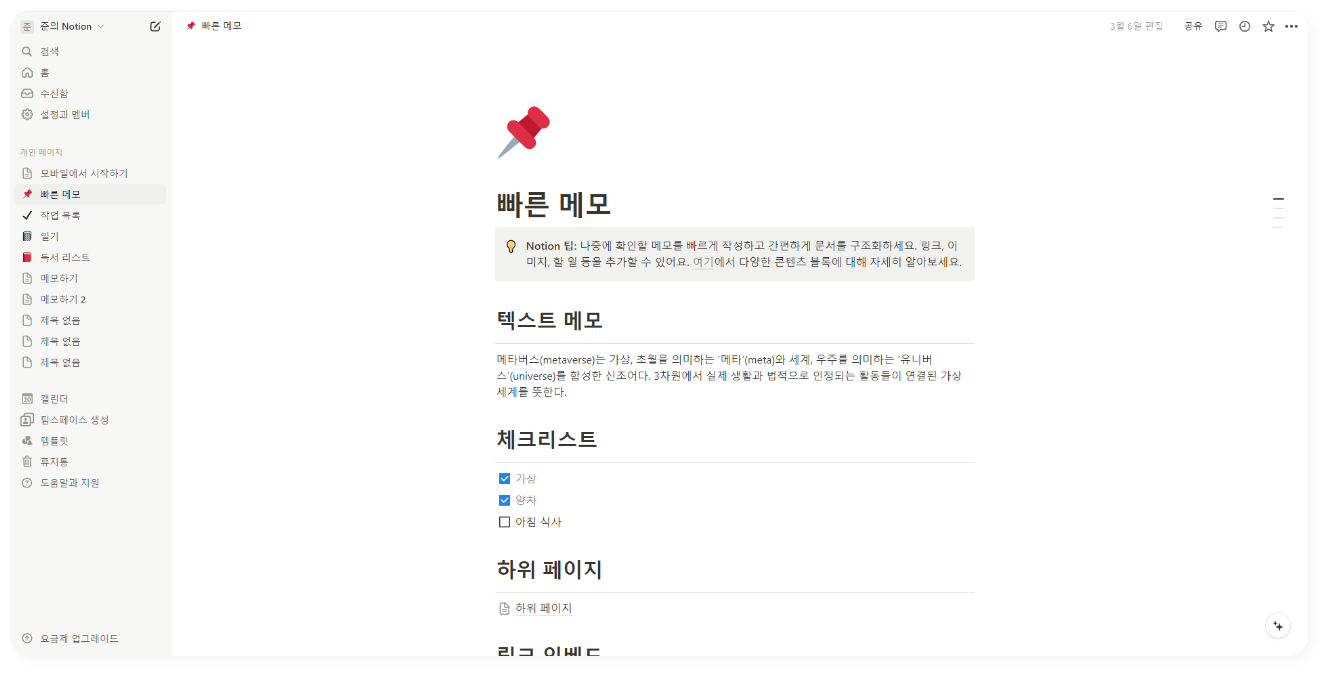 준 준의 Notion
검색
홈
수신함
설정과 멤버
개인 페이지
모바일에서 시작하기
빠른 메모
작업 목록
일기
독서 리스트
메모하기
메모하기 2
제목 없음
제목 없음
제목 없음
캘린더
팀스페이스 생성
템플릿
휴지통
도움말과 지원
요금제 업그레이드
빠른 메모
3월 6일 편집 공유
빠른 메모
Notion 팁: 나중에 확인할 메모를 빠르게 작성하고 간편하게 문서를 구조화하세요. 링크, 이
미지, 할 일 등을 추가할 수 있어요. 여기에서 다양한 콘텐츠 블록에 대해 자세히 알아보세요.
텍스트 메모
메타버스(metaverse)는 가상, 초월을 의미하는 '메타'(meta)와 세계, 우주를 의미하는 '유니버
스'(universe)를 합성한 신조어다. 3차원에서 실제 생활과 법적으로 인정되는 활동들이 연결된 가상
세계를 뜻한다.
체크리스트
기상
양치
아침 식사
하위 페이지
하위 페이지
링크 임베드